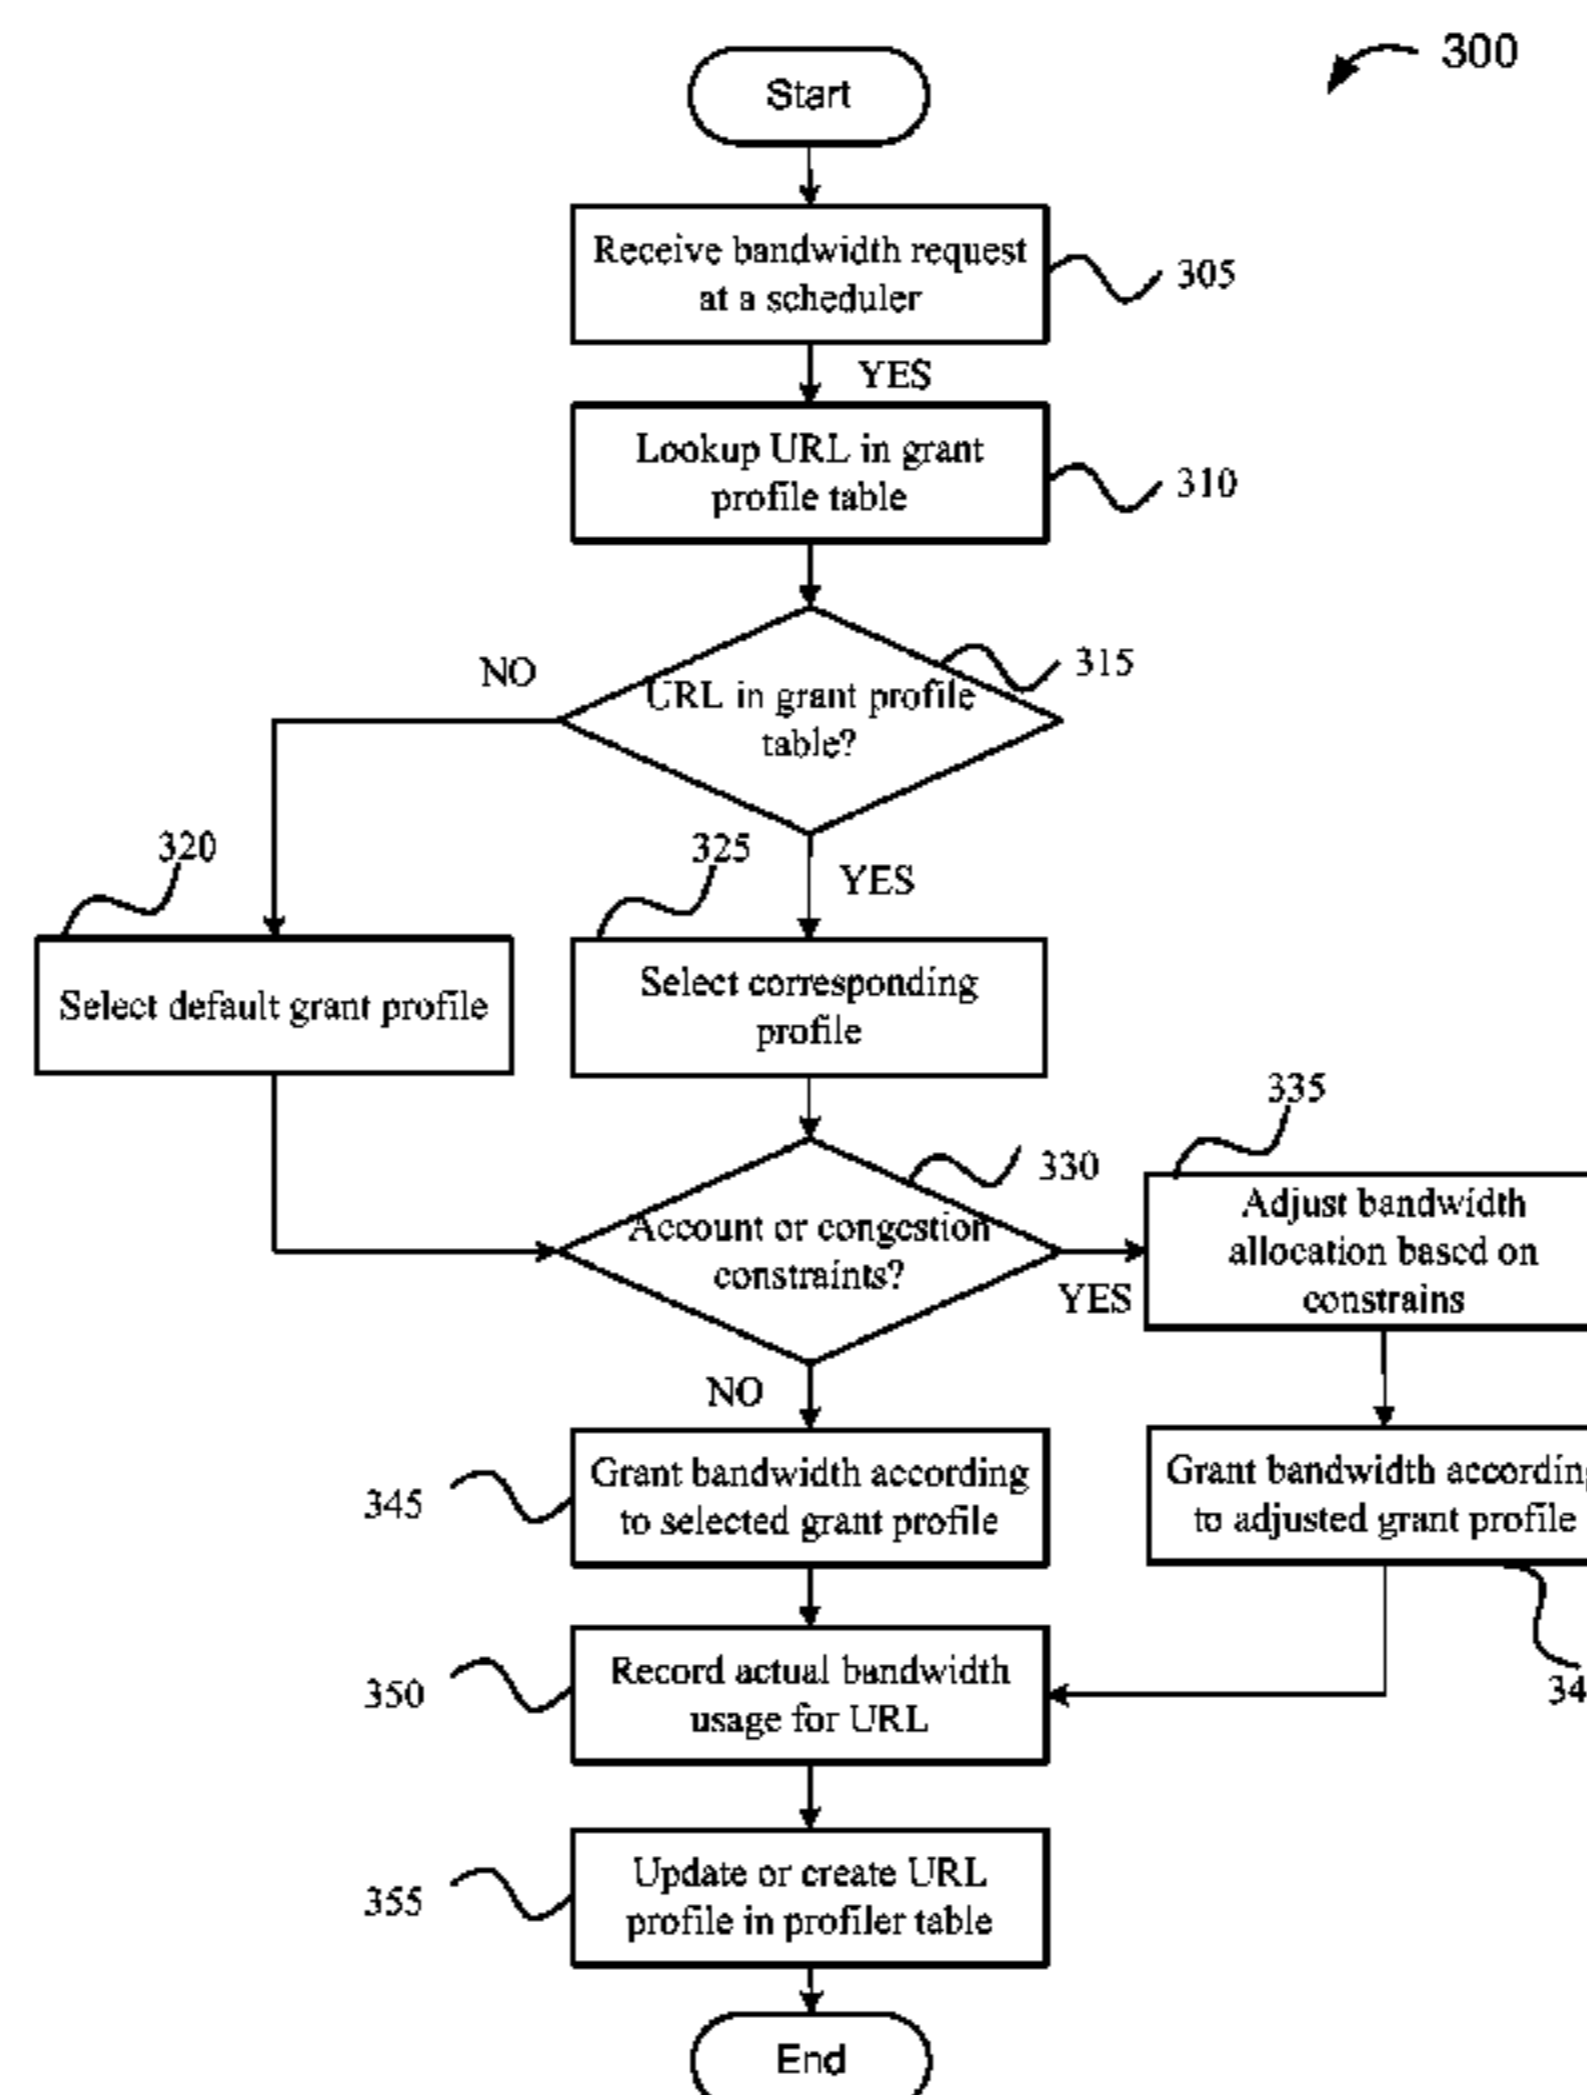 300
Start
Receive bandwidth request
at a scheduler
305
YES
Lookup URL in grant
profile table
310
NO
315
URL in grant profile
table?
320
325
YES
Select default grant profile
Select corresponding
profile
335
330
Account or congestion
constraints?
YES
Adjust bandwidth
allocation based on
constrains
NO
345
Grant bandwidth according
to selected grant profile
Grant bandwidth according
to adjusted grant profile
34
350
Record actual bandwidth
usage for URL
355
Update or create URL
profile in profiler table
End